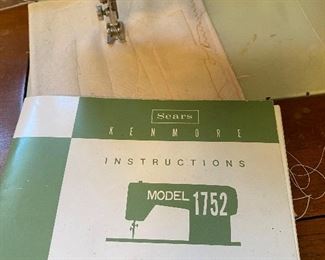 Sears
KENMORE
INSTRUCTIONS
MODEL 1752